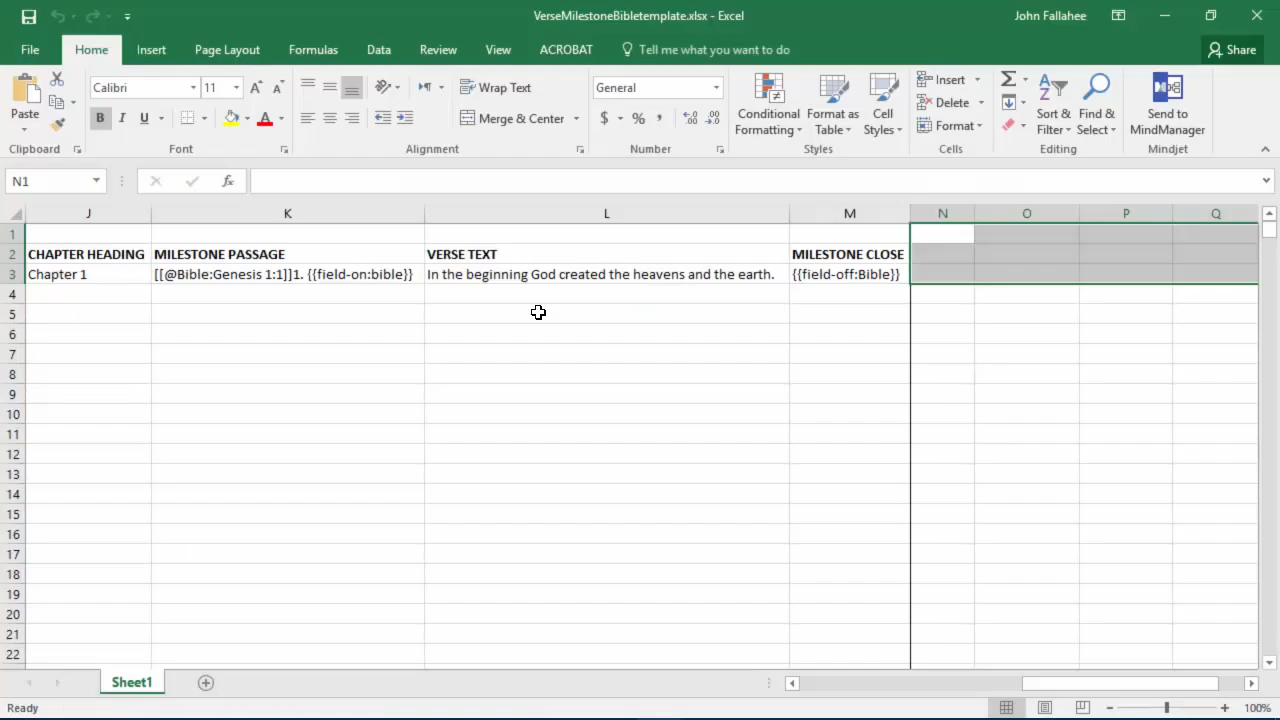 VerseMilestoneBibletemplate.xlsx - Excel
John Fallahee
File Home Insert Page Layout Formulas Data Review View ACROBAT Tell me what you want to do Share
Paste
Calibri 11
B I U A
Wrap Text
Merge & Center
General
$ % ,
Conditional Formatting
Format as Table
Cell Styles
Insert
Delete
Format
Sort & Filter
Find & Select
Send to MindManager
Clipboard Font Alignment Number Styles Cells Editing Mindjet
N1 fx
J K L M N O P Q
1
2 CHAPTER HEADING MILESTONE PASSAGE VERSE TEXT MILESTONE CLOSE
3 Chapter 1 [[@Bible:Genesis 1:1]]1. {{field-on:bible}} In the beginning God created the heavens and the earth. {{field-off:Bible}}
4
5
6
7
8
9
10
11
12
13
14
15
16
17
18
19
20
21
22
Sheet1
Ready 100%